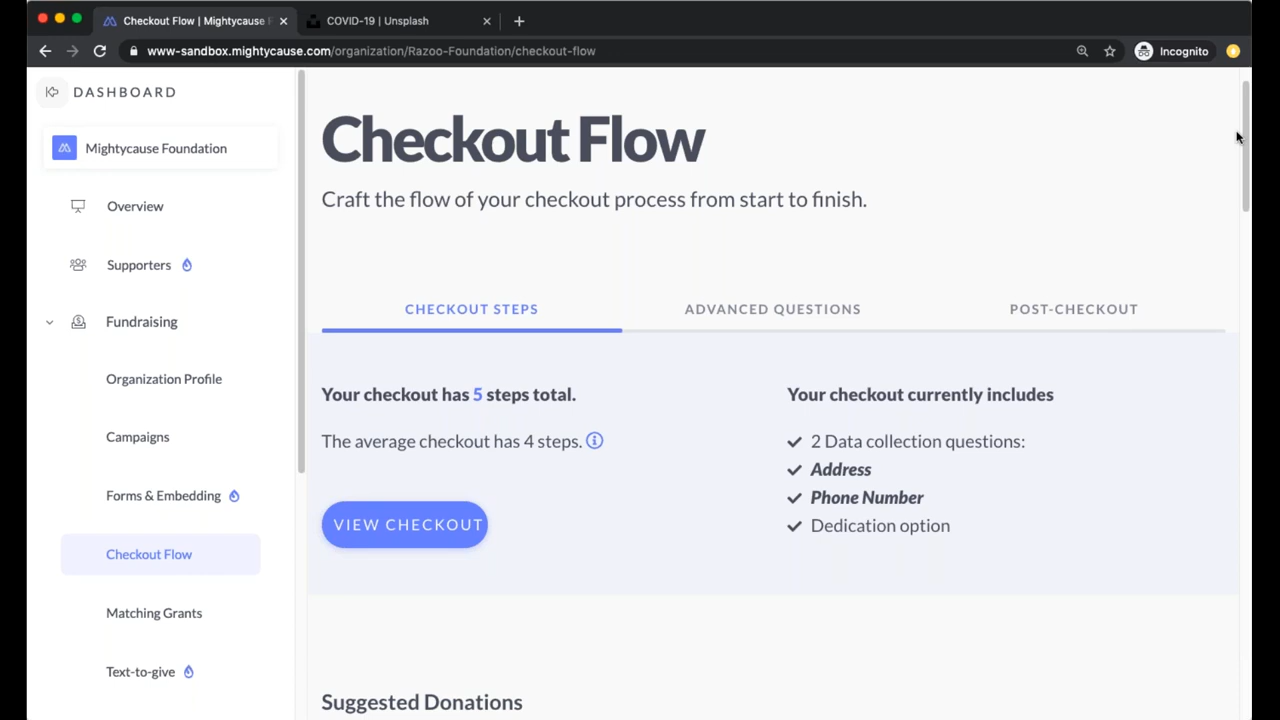 Checkout Flow | Mightycause F
COVID-19 | Unsplash
www-sandbox.mightycause.com/organization/Razoo-Foundation/checkout-flow
Incognito
DASHBOARD
Mightycause Foundation
Overview
Supporters
Fundraising
Organization Profile
Campaigns
Forms & Embedding
Checkout Flow
Matching Grants
Text-to-give
Checkout Flow
Craft the flow of your checkout process from start to finish.
CHECKOUT STEPS
ADVANCED QUESTIONS
POST-CHECKOUT
Your checkout has 5 steps total.
The average checkout has 4 steps.
VIEW CHECKOUT
Your checkout currently includes
2 Data collection questions:
Address
Phone Number
Dedication option
Suggested Donations